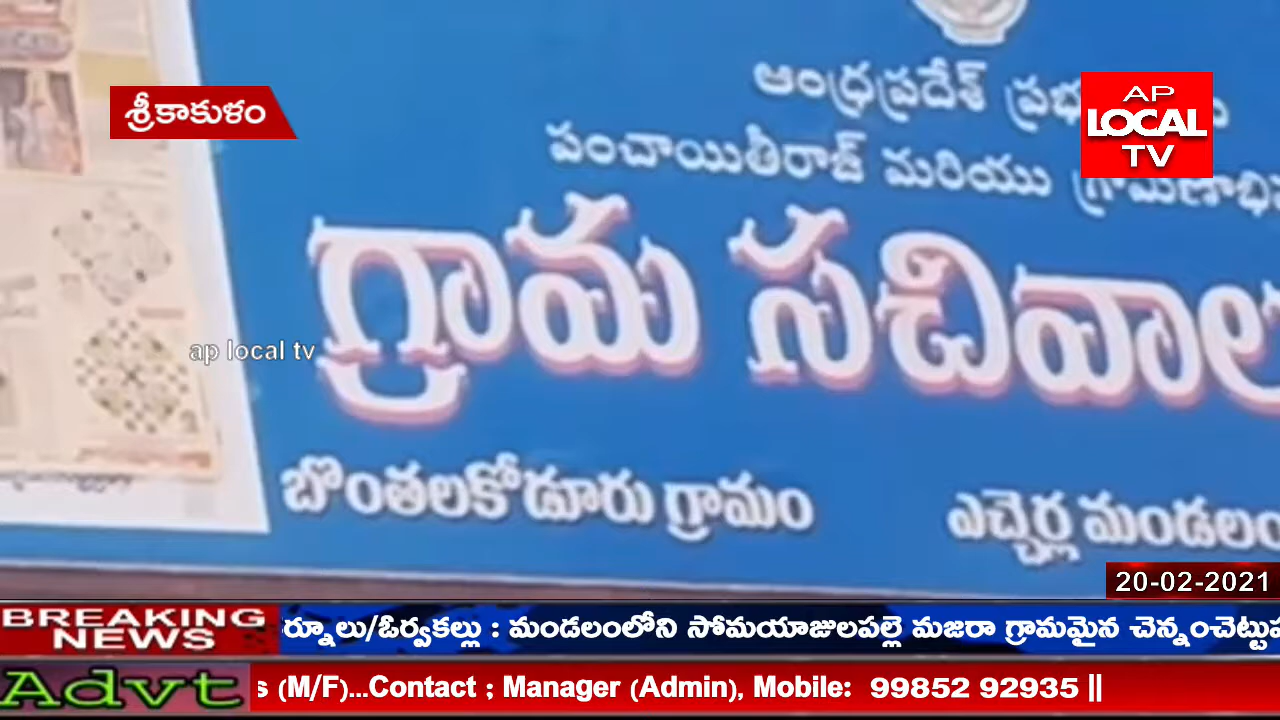 ఆంధ్రప్రదేశ్
శ్రీకాకుళం
AP
LOCAL
TV
పంచాయితీరాజ్ మరియు
గ్రామ
ap local tv
బొంతలకోడూరు గ్రామం
ఎచ్చెర్ల మండలం
20-02-2021
BREAKING
NEWS
ర్నూలు/ఓర్వకల్లు : మండలంలోని సోమయాజులపల్లె మజరా గ్రామమైన
Advt
s (M/F)...Contact ; Manager (Admin), Mobile: 99852 92935 ||